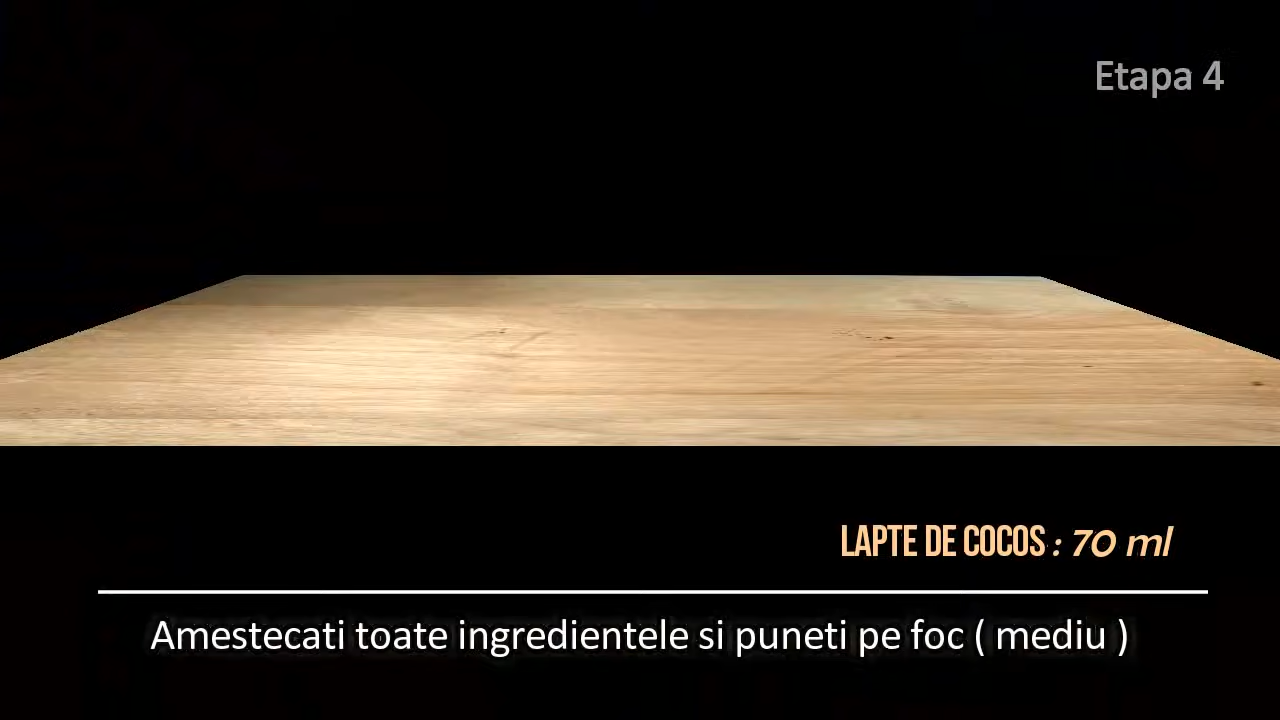 Etapa 4
LAPTE DE COCOS : 70 ml
Amestecati toate ingredientele si puneti pe foc ( mediu )